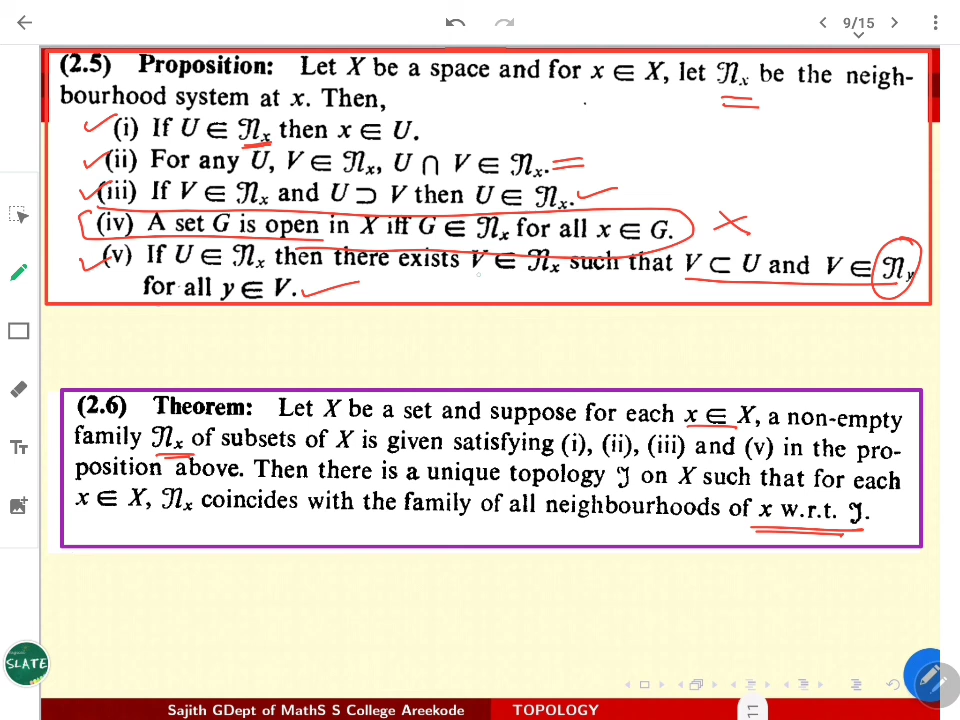 9/15
(2.5) Proposition: Let X be a space and for x ∈ X, let 𝔑ₓ be the neigh-
bourhood system at x. Then,
(i) If U ∈ 𝔑ₓ then x ∈ U.
(ii) For any U, V ∈ 𝔑ₓ, U ∩ V ∈ 𝔑ₓ.
(iii) If V ∈ 𝔑ₓ and U ⊃ V then U ∈ 𝔑ₓ.
(iv) A set G is open in X iff G ∈ 𝔑ₓ for all x ∈ G.
(v) If U ∈ 𝔑ₓ then there exists V ∈ 𝔑ₓ such that V ⊂ U and V ∈ 𝔑_y
for all y ∈ V.
(2.6) Theorem: Let X be a set and suppose for each x ∈ X, a non-empty
family 𝔑ₓ of subsets of X is given satisfying (i), (ii), (iii) and (v) in the pro-
position above. Then there is a unique topology 𝔍 on X such that for each
x ∈ X, 𝔑ₓ coincides with the family of all neighbourhoods of x w.r.t. 𝔍.
SLATE
Sajith GDept of MathS S College Areekode TOPOLOGY
11